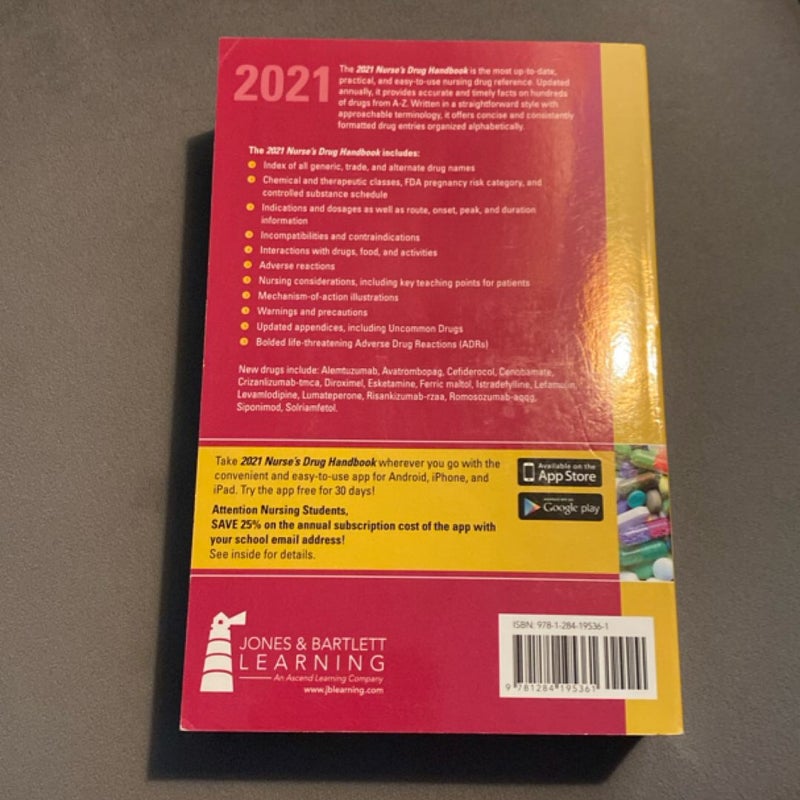 2021
The 2021 Nurse's Drug Handbook is the most up-to-date,
practical, and easy-to-use nursing drug reference. Updated
annually, it provides accurate and timely facts on hundreds
of drugs from A-Z. Written in a straightforward style with
approachable terminology, it offers concise and consistently
formatted drug entries organized alphabetically.
The 2021 Nurse's Drug Handbook includes:
Index of all generic, trade, and alternate drug names
Chemical and therapeutic classes, FDA pregnancy risk category, and
controlled substance schedule
Indications and dosages as well as route, onset, peak, and duration
information
Incompatibilities and contraindications
Interactions with drugs, food, and activities
Adverse reactions
Nursing considerations, including key teaching points for patients
Mechanism-of-action illustrations
Warnings and precautions
Updated appendices, including Uncommon Drugs
Bolded life-threatening Adverse Drug Reactions (ADRs)
New drugs include: Alemtuzumab, Avatrombopag, Cefiderocol, Cenobamate,
Crizanlizumab-tmca, Diroximel, Esketamine, Ferric maltol, Istradefylline, Lefamulin,
Levamlodipine, Lumateperone, Risankizumab-rzaa, Romosozumab-aqqg,
Siponimod, Solriamfetol.
Take 2021 Nurse's Drug Handbook wherever you go with the
convenient and easy-to-use app for Android, iPhone, and
iPad. Try the app free for 30 days!
Attention Nursing Students,
SAVE 25% on the annual subscription cost of the app with
your school email address!
See inside for details.
Available on the
App Store
Google play
JONES & BARTLETT
LEARNING
An Ascend Learning Company
www.jblearning.com
ISBN: 978-1-284-19536-1
9 781284 195361